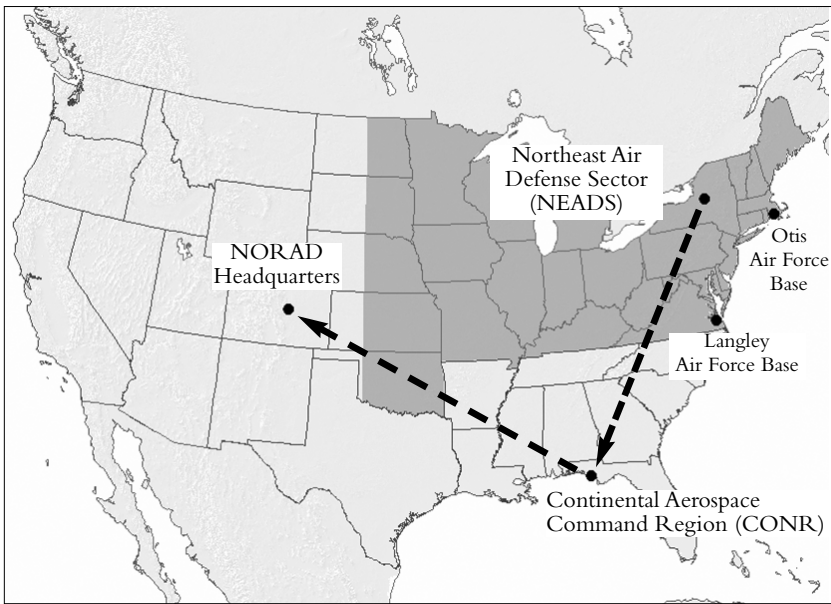 Northeast Air
Defense Sector
(NEADS)
Otis
Air Force
Base
NORAD
Headquarters
Langley
Air Force Base
Continental Aerospace
Command Region (CONR)